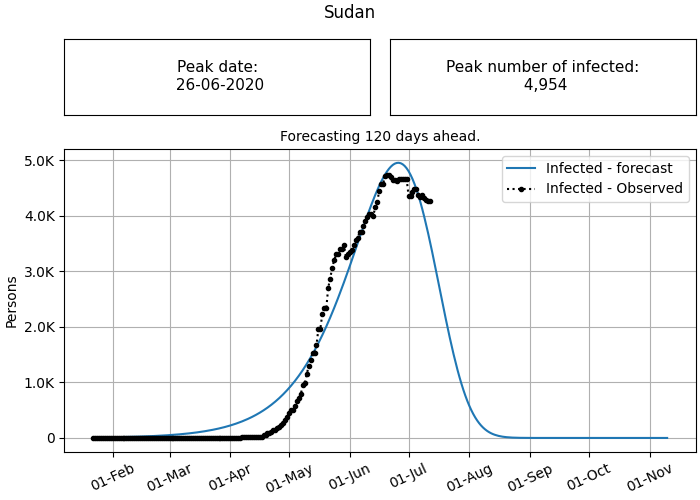 Sudan
Peak date:
26-06-2020
Peak number of infected:
4,954
Forecasting 120 days ahead.
Infected - forecast
Infected - Observed
Persons
5.0K
4.0K
3.0K
2.0K
1.0K
0
01-Feb
01-Mar
01-Apr
01-May
01-Jun
01-Jul
01-Aug
01-Sep
01-Oct
01-Nov